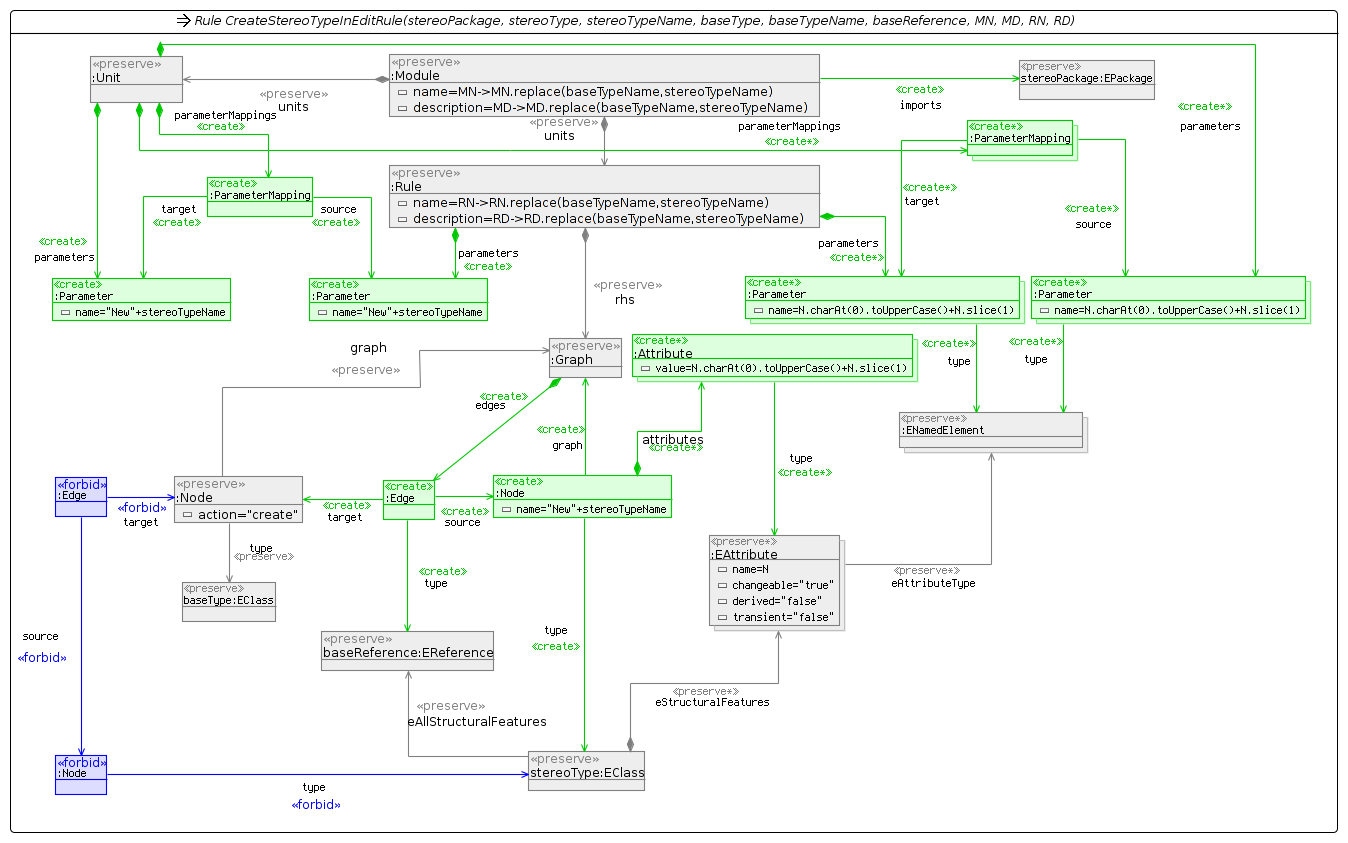 Rule CreateStereoTypeInEditRule(stereoPackage, stereoType, stereoTypeName, baseType, baseTypeName, baseReference, MN, MD, RN, RD)
«preserve»
:Unit
«preserve»
units
«preserve»
:Module
name=MN->MN.replace(baseTypeName,stereoTypeName)
description=MD->MD.replace(baseTypeName,stereoTypeName)
«create»
imports
«preserve»
stereoPackage:EPackage
«create*»
parameters
parameterMappings
«create»
«preserve»
units
parameterMappings
«create*»
«create*»
:ParameterMapping
«preserve»
:Rule
name=RN->RN.replace(baseTypeName,stereoTypeName)
description=RD->RD.replace(baseTypeName,stereoTypeName)
«create»
:ParameterMapping
target
«create»
source
«create»
«create*»
target
«create*»
source
«create»
parameters
parameters
«create»
parameters
«create*»
«create»
:Parameter
name="New"+stereoTypeName
«create»
:Parameter
name="New"+stereoTypeName
«preserve»
rhs
«create*»
:Parameter
name=N.charAt(0).toUpperCase()+N.slice(1)
«create*»
:Parameter
name=N.charAt(0).toUpperCase()+N.slice(1)
graph
«preserve»
«preserve»
:Graph
«create*»
:Attribute
value=N.charAt(0).toUpperCase()+N.slice(1)
«create*»
type
«create*»
type
«create»
edges
«create»
graph
attributes
«create*»
«preserve*»
:ENamedElement
type
«create*»
«forbid»
:Edge
«forbid»
target
«preserve»
:Node
action="create"
«create»
target
«create»
:Edge
«create»
source
«create»
:Node
name="New"+stereoTypeName
type
«preserve»
«preserve»
baseType:EClass
«create»
type
«preserve*»
:EAttribute
name=N
changeable="true"
derived="false"
transient="false"
«preserve*»
eAttributeType
source
«forbid»
«preserve»
baseReference:EReference
type
«create»
«preserve»
eAllStructuralFeatures
«preserve*»
eStructuralFeatures
«forbid»
:Node
type
«forbid»
«preserve»
stereoType:EClass